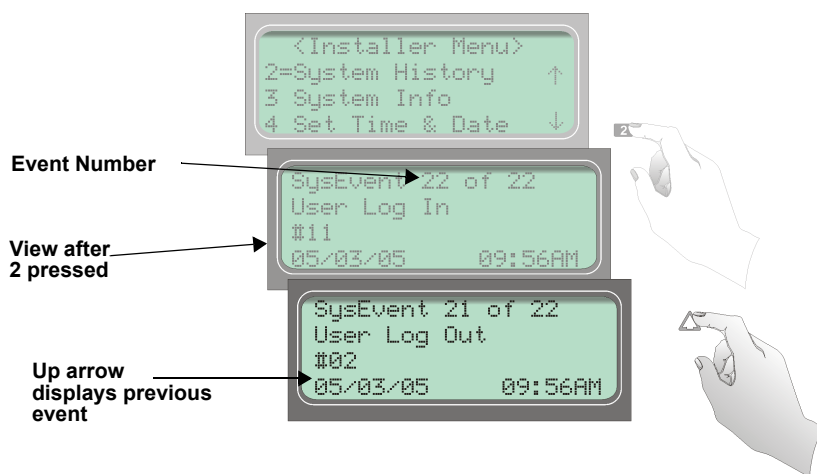 <Installer Menu>
2=System History ↑
3 System Info
4 Set Time & Date ↓
2
Event Number
SysEvent 22 of 22
User Log In
#11
05/03/05 09:56AM
View after
2 pressed
SysEvent 21 of 22
User Log Out
#02
05/03/05 09:56AM
Up arrow
displays previous
event